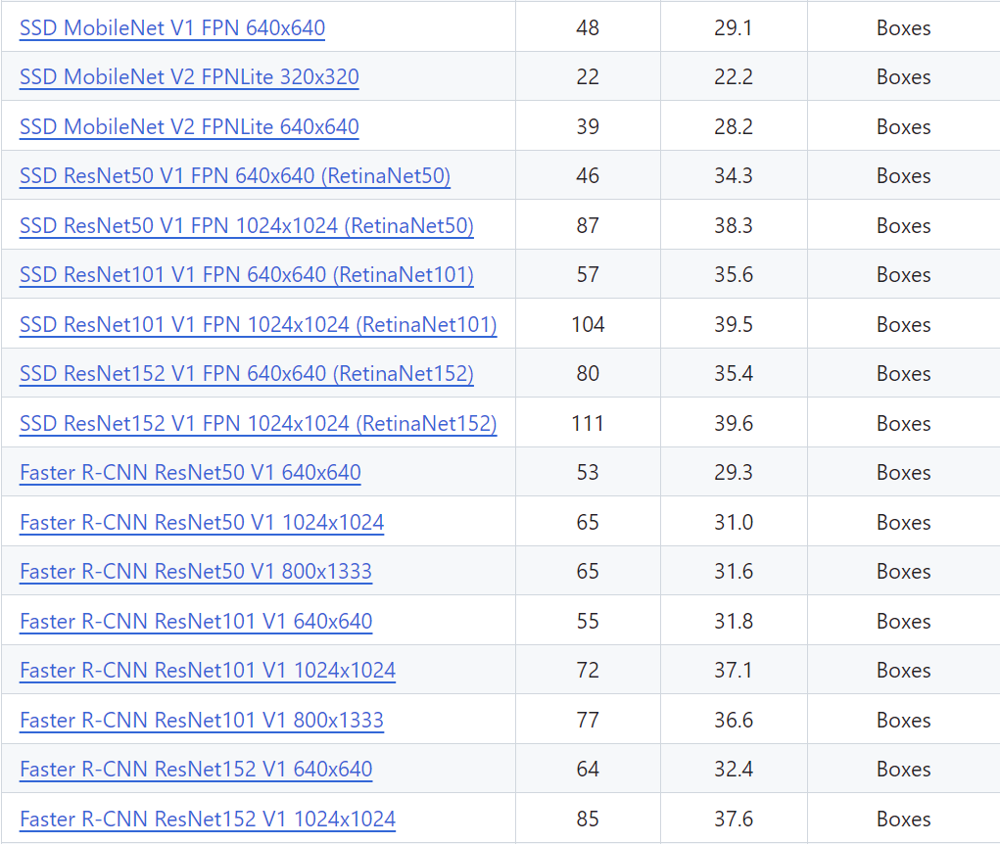 SSD MobileNet V1 FPN 640x640 48 29.1 Boxes
SSD MobileNet V2 FPNLite 320x320 22 22.2 Boxes
SSD MobileNet V2 FPNLite 640x640 39 28.2 Boxes
SSD ResNet50 V1 FPN 640x640 (RetinaNet50) 46 34.3 Boxes
SSD ResNet50 V1 FPN 1024x1024 (RetinaNet50) 87 38.3 Boxes
SSD ResNet101 V1 FPN 640x640 (RetinaNet101) 57 35.6 Boxes
SSD ResNet101 V1 FPN 1024x1024 (RetinaNet101) 104 39.5 Boxes
SSD ResNet152 V1 FPN 640x640 (RetinaNet152) 80 35.4 Boxes
SSD ResNet152 V1 FPN 1024x1024 (RetinaNet152) 111 39.6 Boxes
Faster R-CNN ResNet50 V1 640x640 53 29.3 Boxes
Faster R-CNN ResNet50 V1 1024x1024 65 31.0 Boxes
Faster R-CNN ResNet50 V1 800x1333 65 31.6 Boxes
Faster R-CNN ResNet101 V1 640x640 55 31.8 Boxes
Faster R-CNN ResNet101 V1 1024x1024 72 37.1 Boxes
Faster R-CNN ResNet101 V1 800x1333 77 36.6 Boxes
Faster R-CNN ResNet152 V1 640x640 64 32.4 Boxes
Faster R-CNN ResNet152 V1 1024x1024 85 37.6 Boxes